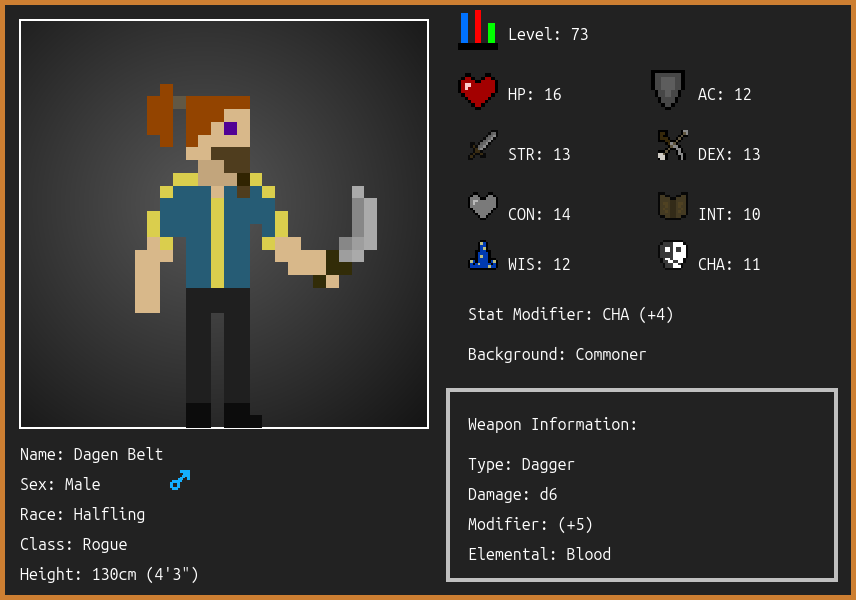 Level: 73
HP: 16
AC: 12
STR: 13
DEX: 13
CON: 14
INT: 10
WIS: 12
CHA: 11
Stat Modifier: CHA (+4)
Background: Commoner
Weapon Information:
Type: Dagger
Damage: d6
Modifier: (+5)
Elemental: Blood
Name: Dagen Belt
Sex: Male
Race: Halfling
Class: Rogue
Height: 130cm (4'3")